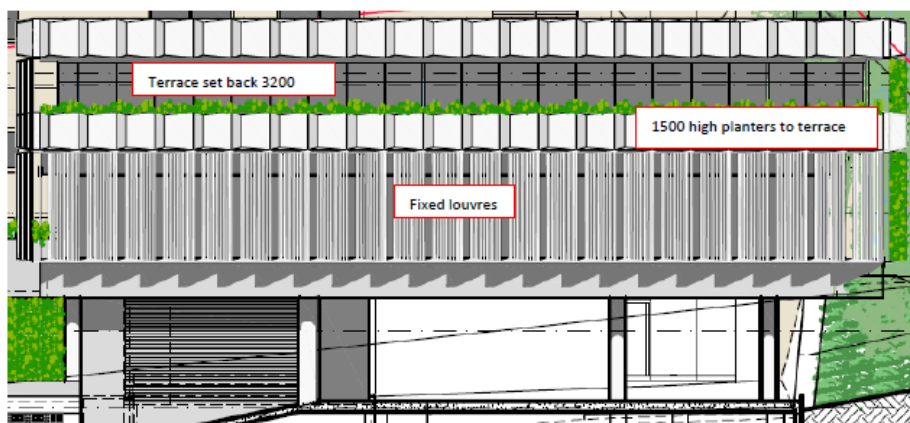 Terrace set back 3200
1500 high planters to terrace
Fixed louvres